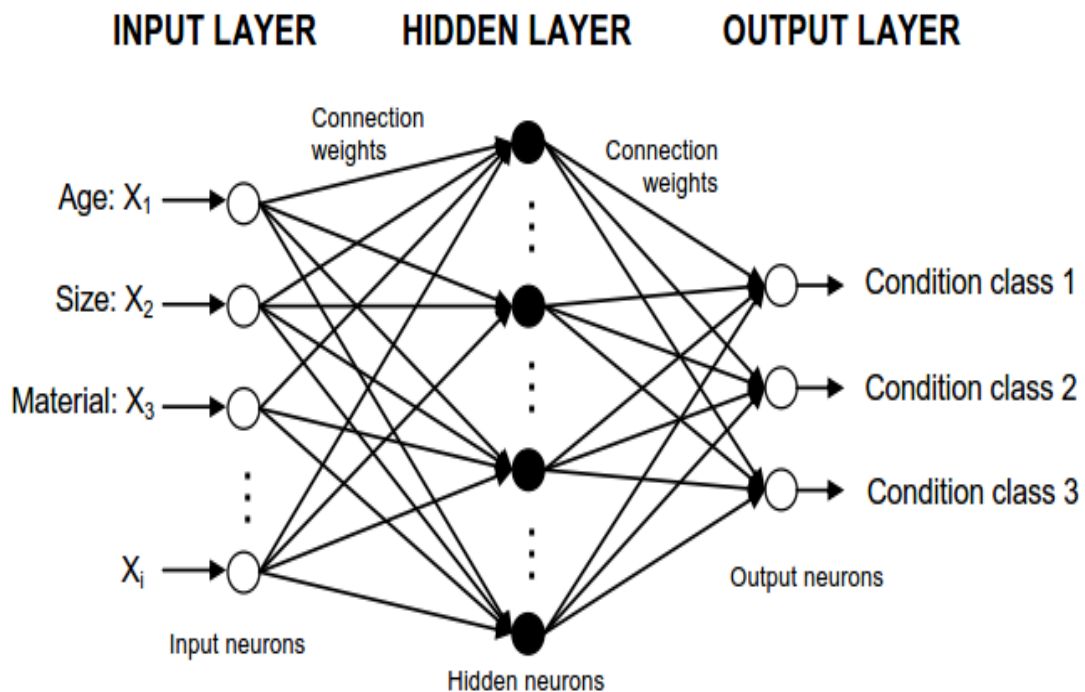 INPUT LAYER
HIDDEN LAYER
OUTPUT LAYER
Connection
weights
Connection
weights
Age: X₁
Size: X₂
Material: X₃
Xᵢ
Condition class 1
Condition class 2
Condition class 3
Input neurons
Hidden neurons
Output neurons